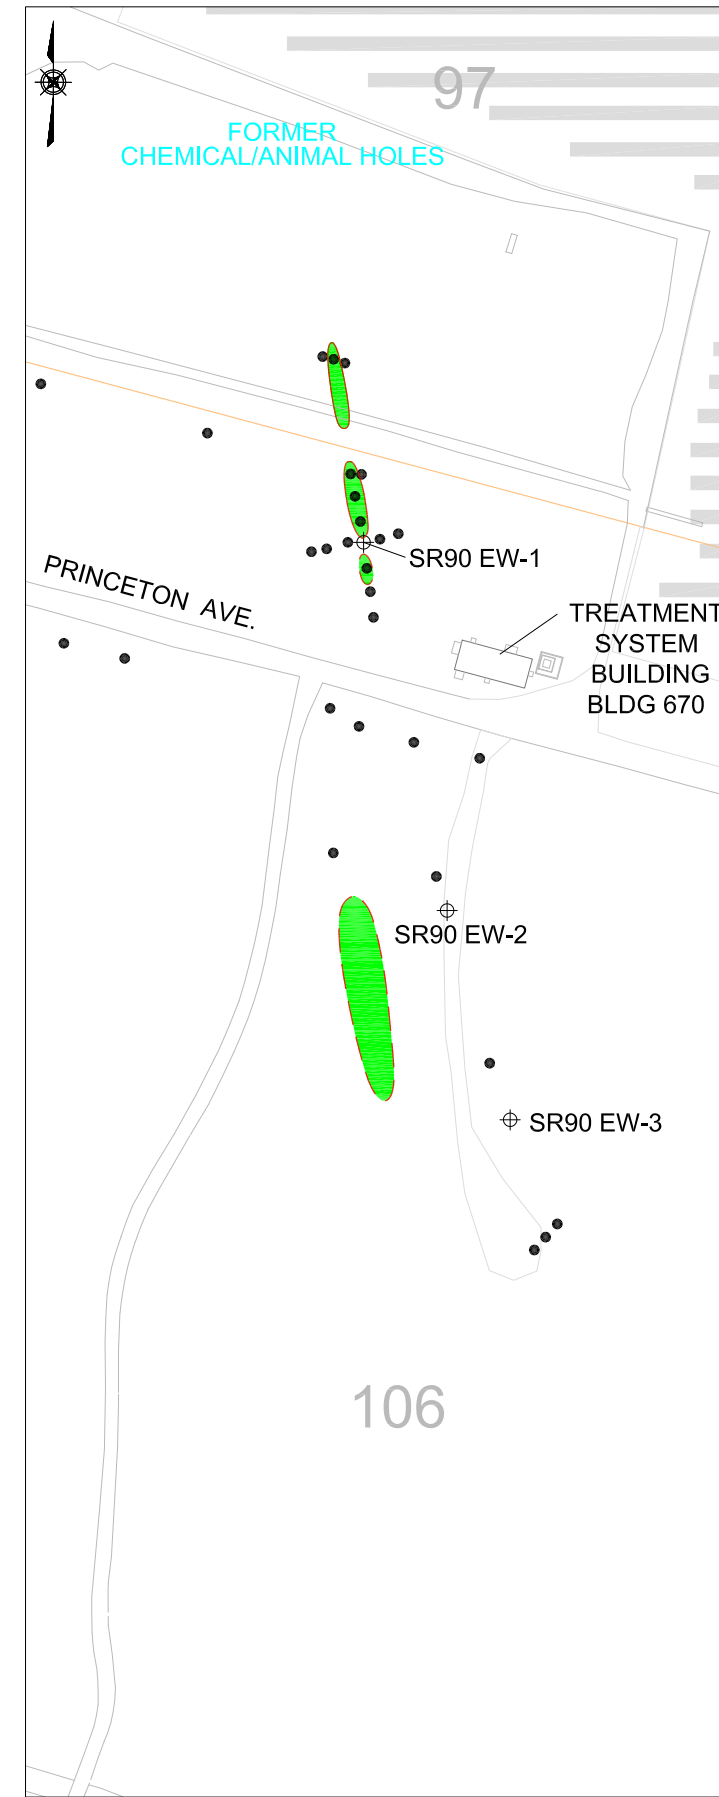 97
FORMER
CHEMICAL/ANIMAL HOLES
SR90 EW-1
PRINCETON AVE.
TREATMENT
SYSTEM
BUILDING
BLDG 670
SR90 EW-2
SR90 EW-3
106